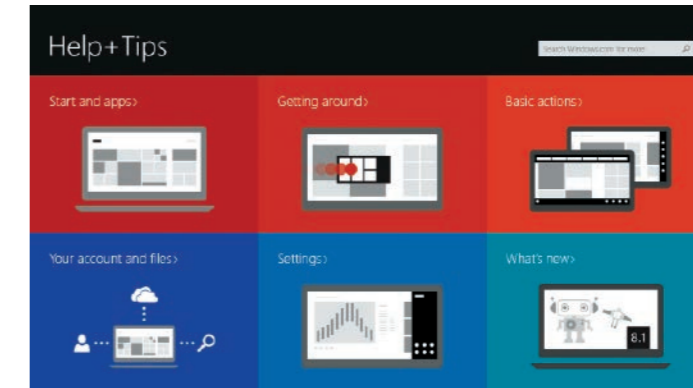 Help+Tips
Search Windows.com for more
Start and apps›
Getting around›
Basic actions›
Your account and files›
Settings›
What's new›
8.1